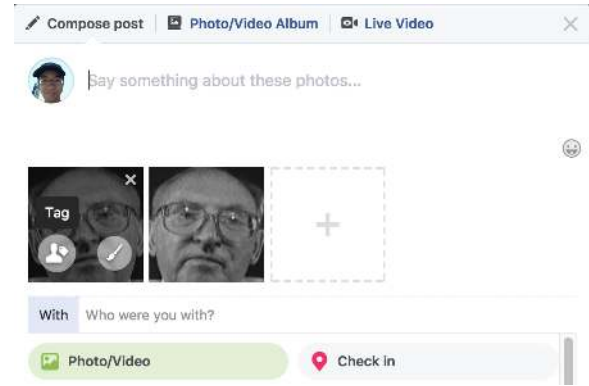 Compose post Photo/Video Album Live Video
Say something about these photos...
Tag
With Who were you with?
Photo/Video Check in